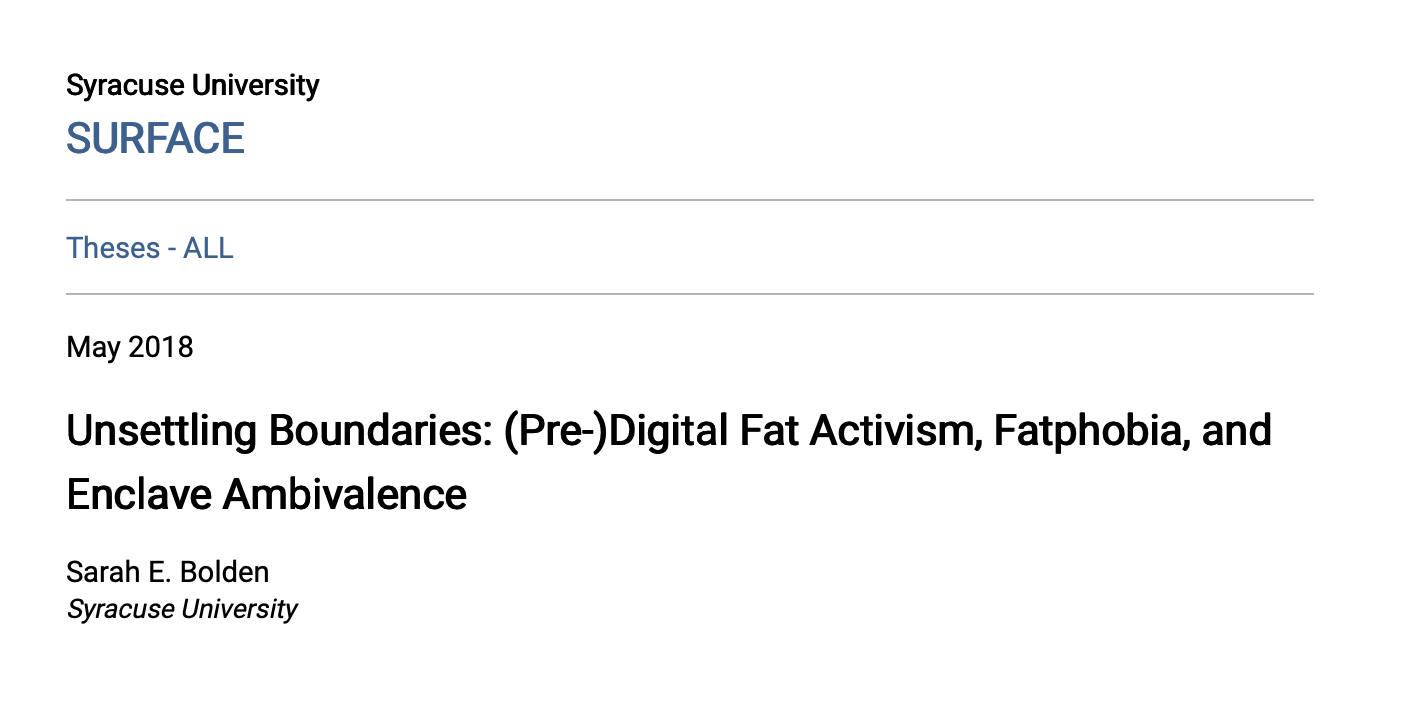 Syracuse University
SURFACE
Theses - ALL
May 2018
Unsettling Boundaries: (Pre-)Digital Fat Activism, Fatphobia, and
Enclave Ambivalence
Sarah E. Bolden
Syracuse University